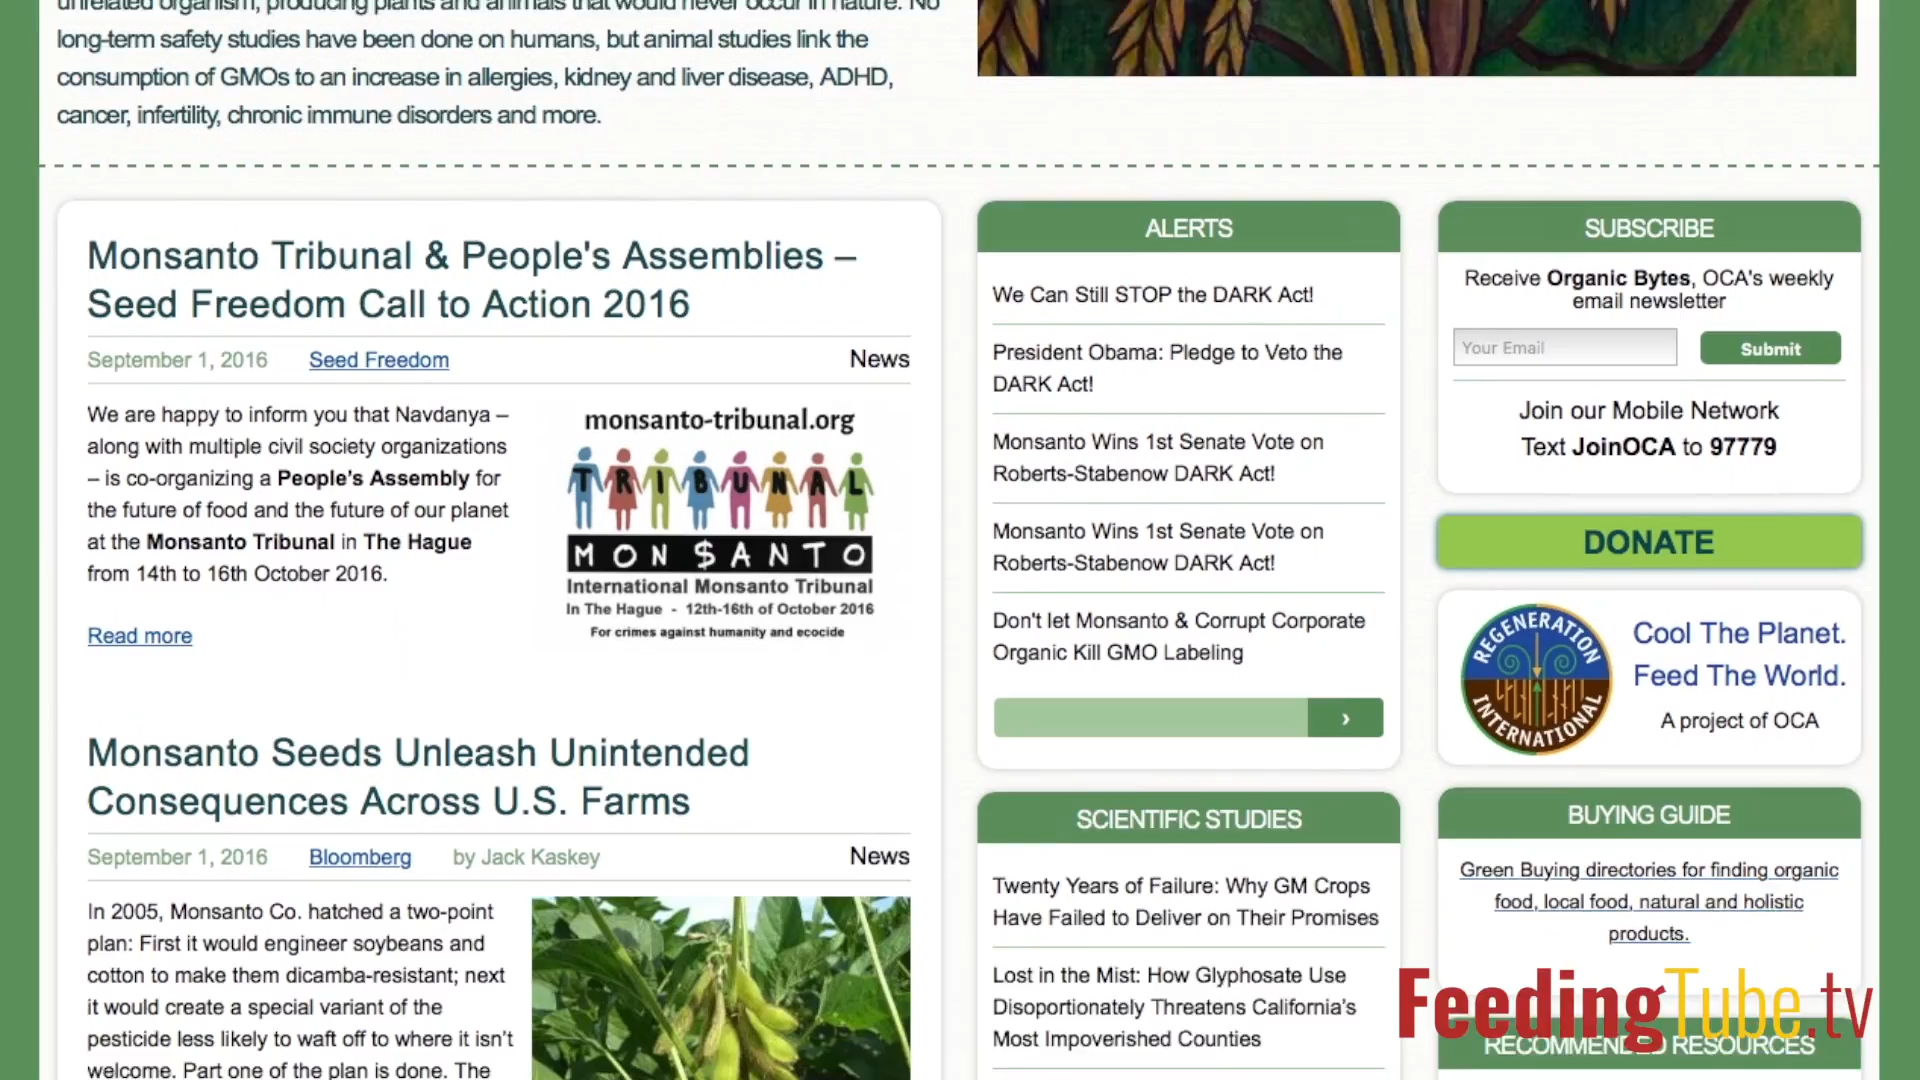 unrelated organism, producing plants and animals that would never occur in nature. No
long-term safety studies have been done on humans, but animal studies link the
consumption of GMOs to an increase in allergies, kidney and liver disease, ADHD,
cancer, infertility, chronic immune disorders and more.
Monsanto Tribunal & People's Assemblies –
Seed Freedom Call to Action 2016
September 1, 2016 Seed Freedom News
We are happy to inform you that Navdanya –
along with multiple civil society organizations
– is co-organizing a People's Assembly for
the future of food and the future of our planet
at the Monsanto Tribunal in The Hague
from 14th to 16th October 2016.
Read more
monsanto-tribunal.org
TRIBUNAL
MON$ANTO
International Monsanto Tribunal
In The Hague - 12th-16th of October 2016
For crimes against humanity and ecocide
Monsanto Seeds Unleash Unintended
Consequences Across U.S. Farms
September 1, 2016 Bloomberg by Jack Kaskey News
In 2005, Monsanto Co. hatched a two-point
plan: First it would engineer soybeans and
cotton to make them dicamba-resistant; next
it would create a special variant of the
pesticide less likely to waft off to where it isn't
welcome. Part one of the plan is done. The
ALERTS
We Can Still STOP the DARK Act!
President Obama: Pledge to Veto the
DARK Act!
Monsanto Wins 1st Senate Vote on
Roberts-Stabenow DARK Act!
Monsanto Wins 1st Senate Vote on
Roberts-Stabenow DARK Act!
Don't let Monsanto & Corrupt Corporate
Organic Kill GMO Labeling
›
SCIENTIFIC STUDIES
Twenty Years of Failure: Why GM Crops
Have Failed to Deliver on Their Promises
Lost in the Mist: How Glyphosate Use
Disoportionately Threatens California's
Most Impoverished Counties
SUBSCRIBE
Receive Organic Bytes, OCA's weekly
email newsletter
Your Email Submit
Join our Mobile Network
Text JoinOCA to 97779
DONATE
REGENERATION
INTERNATIONAL
Cool The Planet.
Feed The World.
A project of OCA
BUYING GUIDE
Green Buying directories for finding organic
food, local food, natural and holistic
products.
FeedingTube.tv
RECOMMENDED RESOURCES